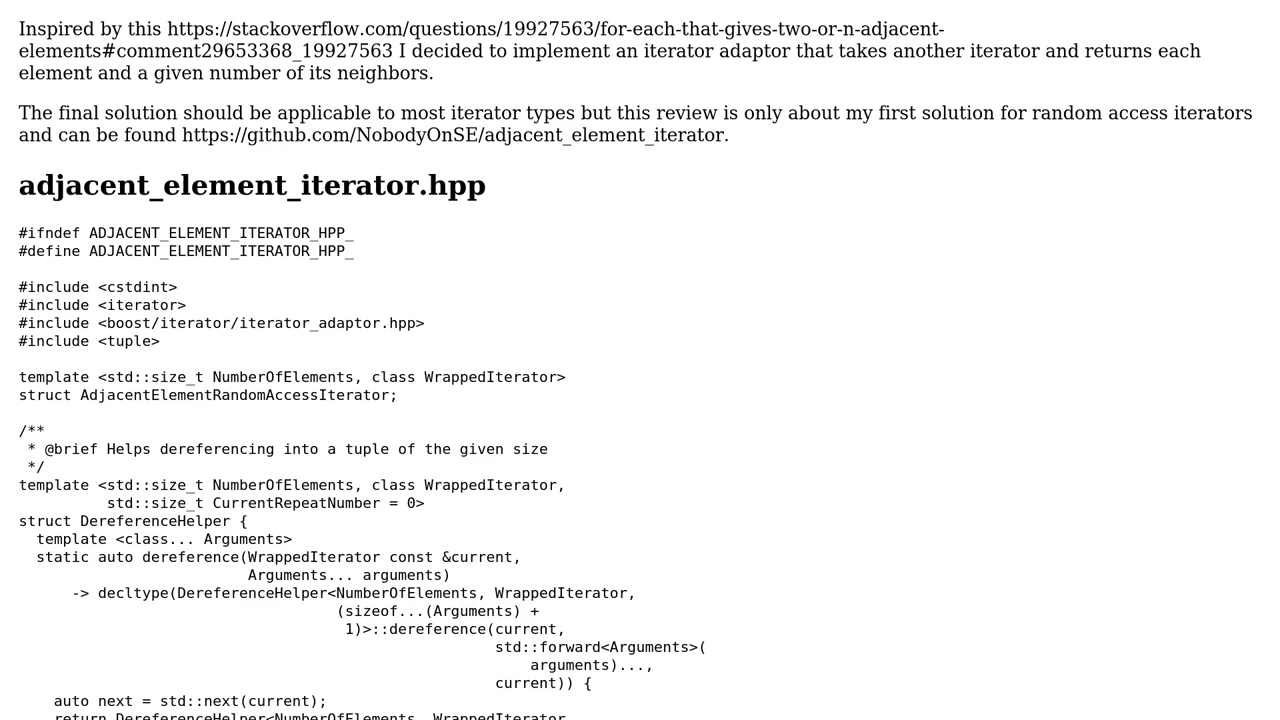 Inspired by this https://stackoverflow.com/questions/19927563/for-each-that-gives-two-or-n-adjacent-
elements#comment29653368_19927563 I decided to implement an iterator adaptor that takes another iterator and returns each
element and a given number of its neighbors.
The final solution should be applicable to most iterator types but this review is only about my first solution for random access iterators
and can be found https://github.com/NobodyOnSE/adjacent_element_iterator.
adjacent_element_iterator.hpp
#ifndef ADJACENT_ELEMENT_ITERATOR_HPP_
#define ADJACENT_ELEMENT_ITERATOR_HPP_
#include <cstdint>
#include <iterator>
#include <boost/iterator/iterator_adaptor.hpp>
#include <tuple>
template <std::size_t NumberOfElements, class WrappedIterator>
struct AdjacentElementRandomAccessIterator;
/**
 * @brief Helps dereferencing into a tuple of the given size
 */
template <std::size_t NumberOfElements, class WrappedIterator,
          std::size_t CurrentRepeatNumber = 0>
struct DereferenceHelper {
  template <class... Arguments>
  static auto dereference(WrappedIterator const &current,
                          Arguments... arguments)
      -> decltype(DereferenceHelper<NumberOfElements, WrappedIterator,
                                    (sizeof...(Arguments) +
                                     1)>::dereference(current,
                                                      std::forward<Arguments>(
                                                          arguments)...,
                                                      current)) {
    auto next = std::next(current);
    return DereferenceHelper<NumberOfElements, WrappedIterator,